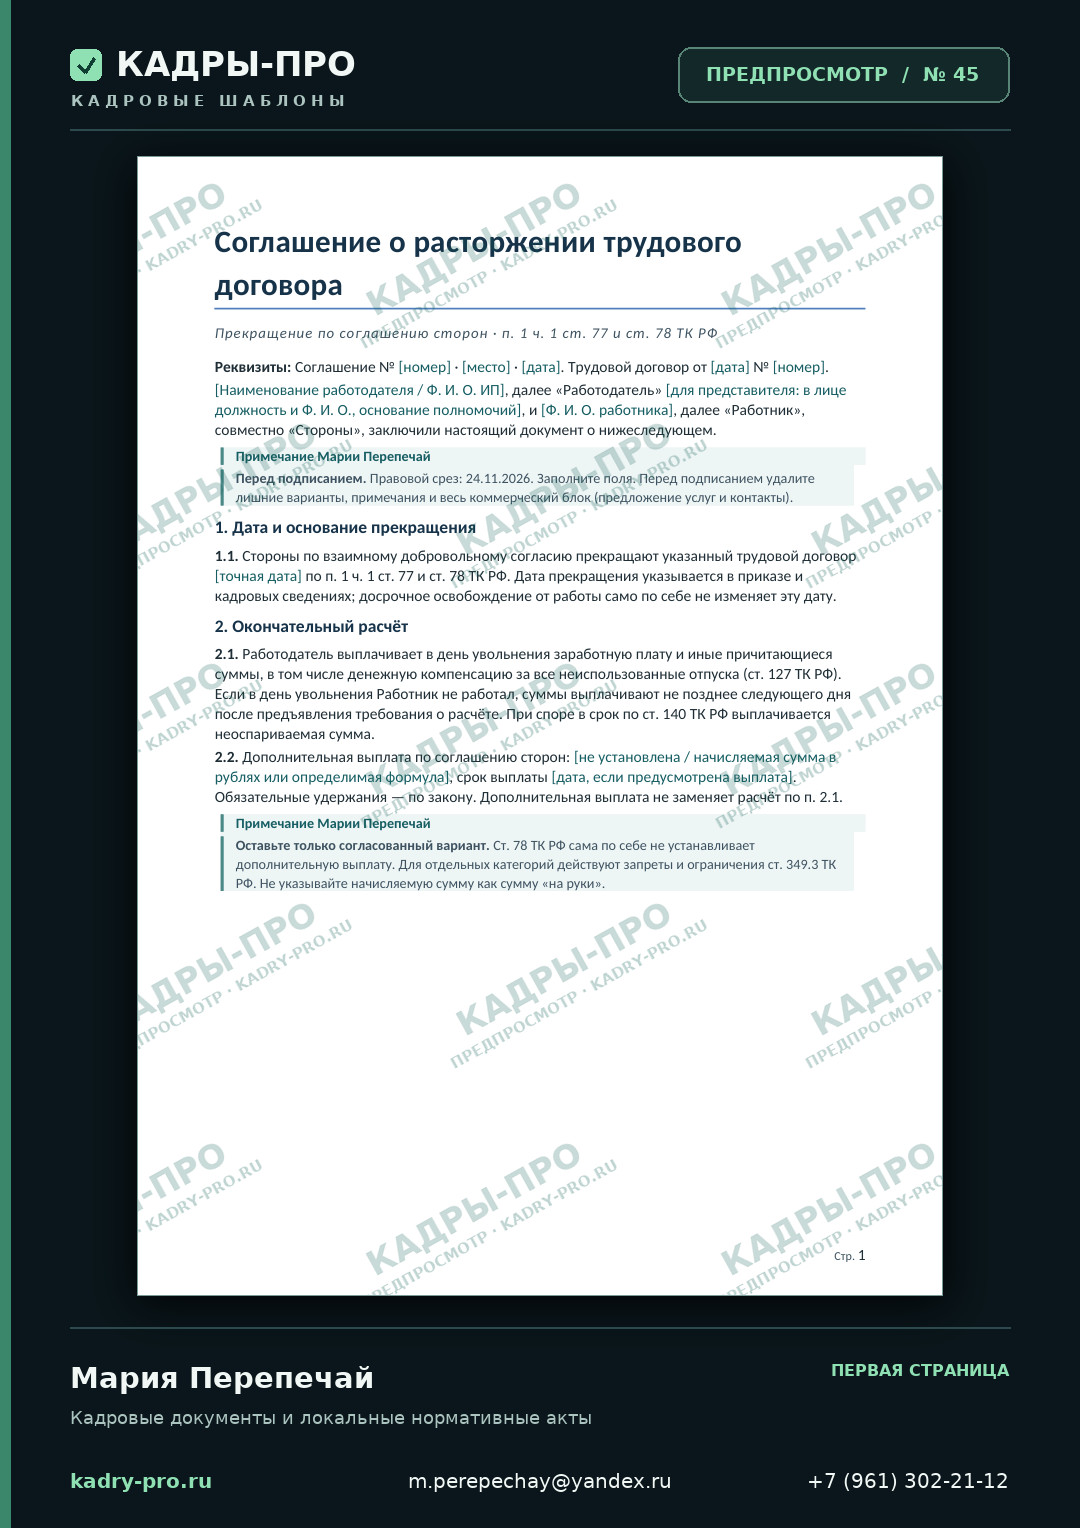 КАДРЫ-ПРО
КАДРОВЫЕ ШАБЛОНЫ
ПРЕДПРОСМОТР / № 45
Соглашение о расторжении трудового
договора
Прекращение по соглашению сторон · п. 1 ч. 1 ст. 77 и ст. 78 ТК РФ
Реквизиты: Соглашение № [номер] · [место] · [дата]. Трудовой договор от [дата] № [номер].
[Наименование работодателя / Ф. И. О. ИП], далее «Работодатель» [для представителя: в лице
должность и Ф. И. О., основание полномочий], и [Ф. И. О. работника], далее «Работник»,
совместно «Стороны», заключили настоящий документ о нижеследующем.
Примечание Марии Перепечай
Перед подписанием. Правовой срез: 24.11.2026. Заполните поля. Перед подписанием удалите
лишние варианты, примечания и весь коммерческий блок (предложение услуг и контакты).
1. Дата и основание прекращения
1.1. Стороны по взаимному добровольному согласию прекращают указанный трудовой договор
[точная дата] по п. 1 ч. 1 ст. 77 и ст. 78 ТК РФ. Дата прекращения указывается в приказе и
кадровых сведениях; досрочное освобождение от работы само по себе не изменяет эту дату.
2. Окончательный расчёт
2.1. Работодатель выплачивает в день увольнения заработную плату и иные причитающиеся
суммы, в том числе денежную компенсацию за все неиспользованные отпуска (ст. 127 ТК РФ).
Если в день увольнения Работник не работал, суммы выплачивают не позднее следующего дня
после предъявления требования о расчёте. При споре в срок по ст. 140 ТК РФ выплачивается
неоспариваемая сумма.
2.2. Дополнительная выплата по соглашению сторон: [не установлена / начисляемая сумма в
рублях или определимая формула], срок выплаты [дата, если предусмотрена выплата].
Обязательные удержания — по закону. Дополнительная выплата не заменяет расчёт по п. 2.1.
Примечание Марии Перепечай
Оставьте только согласованный вариант. Ст. 78 ТК РФ сама по себе не устанавливает
дополнительную выплату. Для отдельных категорий действуют запреты и ограничения ст. 349.3 ТК
РФ. Не указывайте начисляемую сумму как сумму «на руки».
КАДРЫ-ПРО
ПРЕДПРОСМОТР · KADRY-PRO.RU
Стр. 1
Мария Перепечай
ПЕРВАЯ СТРАНИЦА
Кадровые документы и локальные нормативные акты
kadry-pro.ru
m.perepechay@yandex.ru
+7 (961) 302-21-12